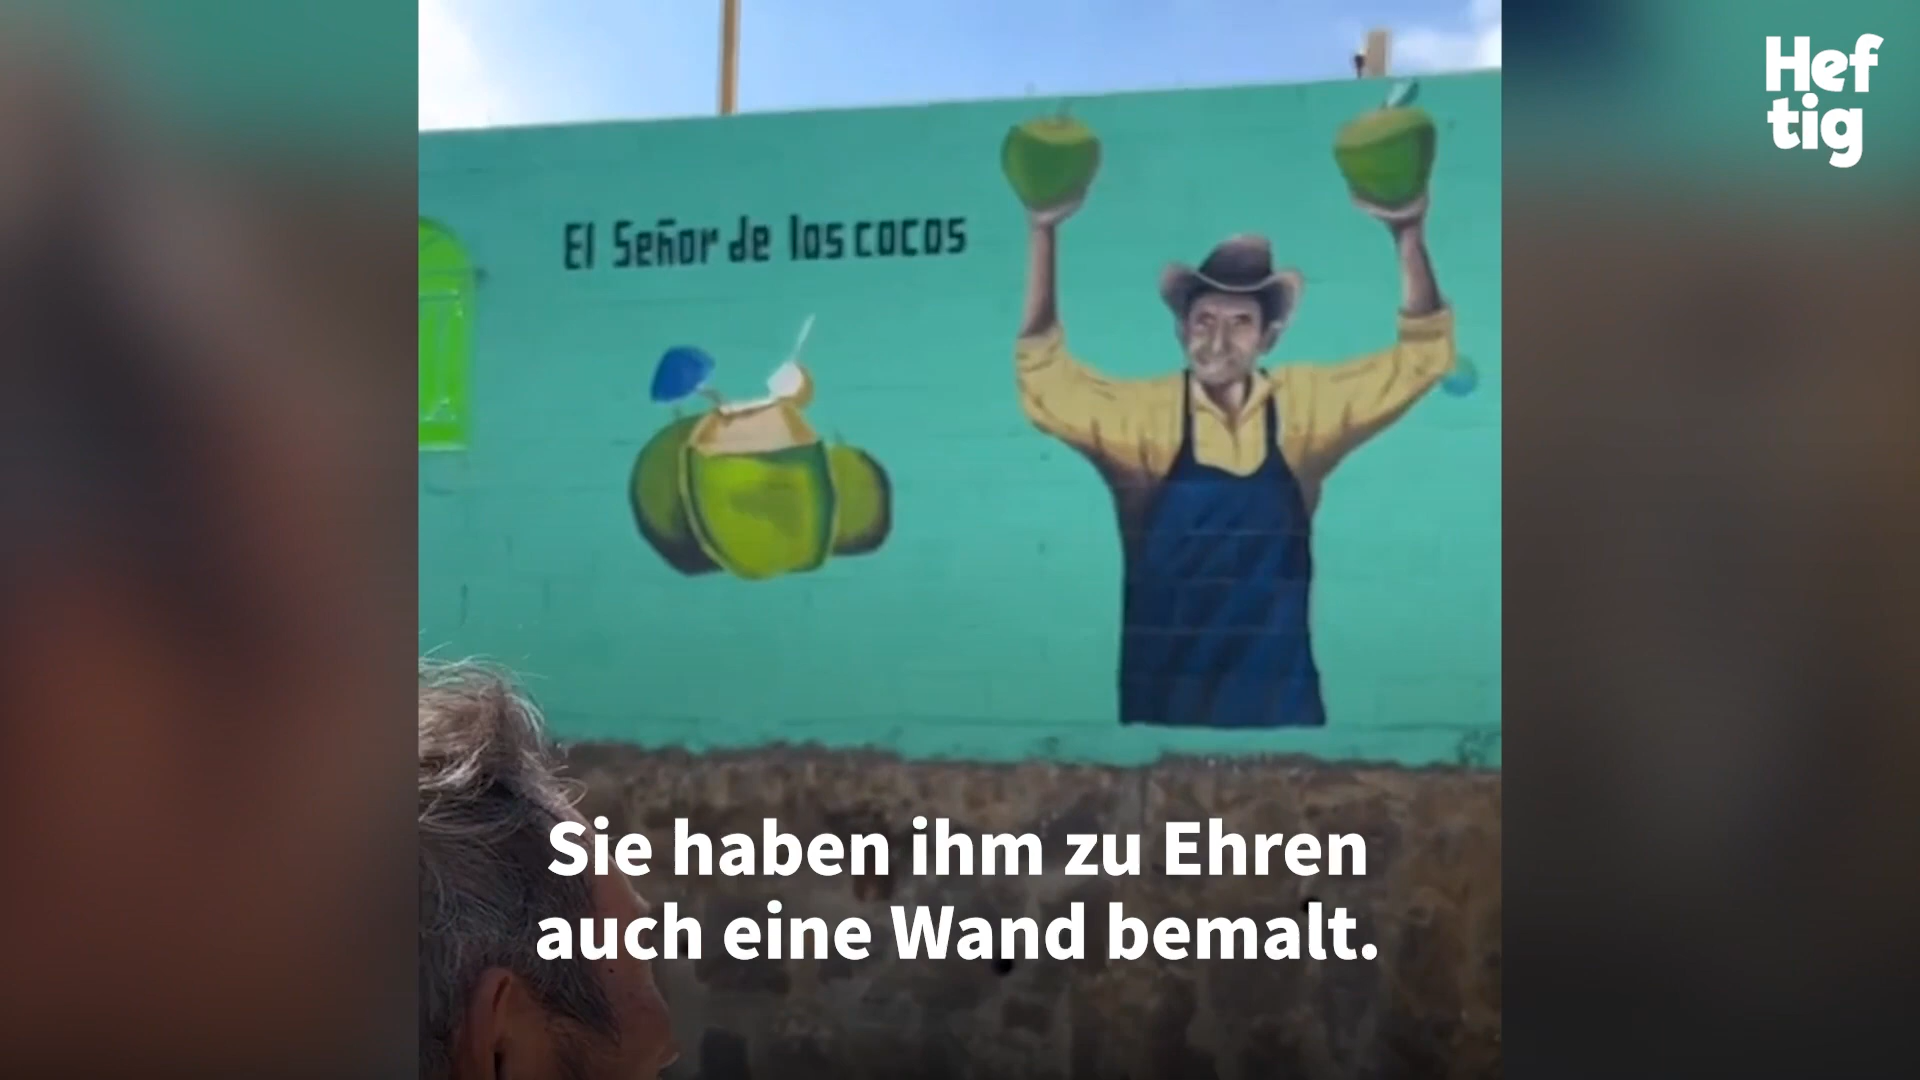 Hef
tig
El Señor de los cocos
Sie haben ihm zu Ehren
auch eine Wand bemalt.